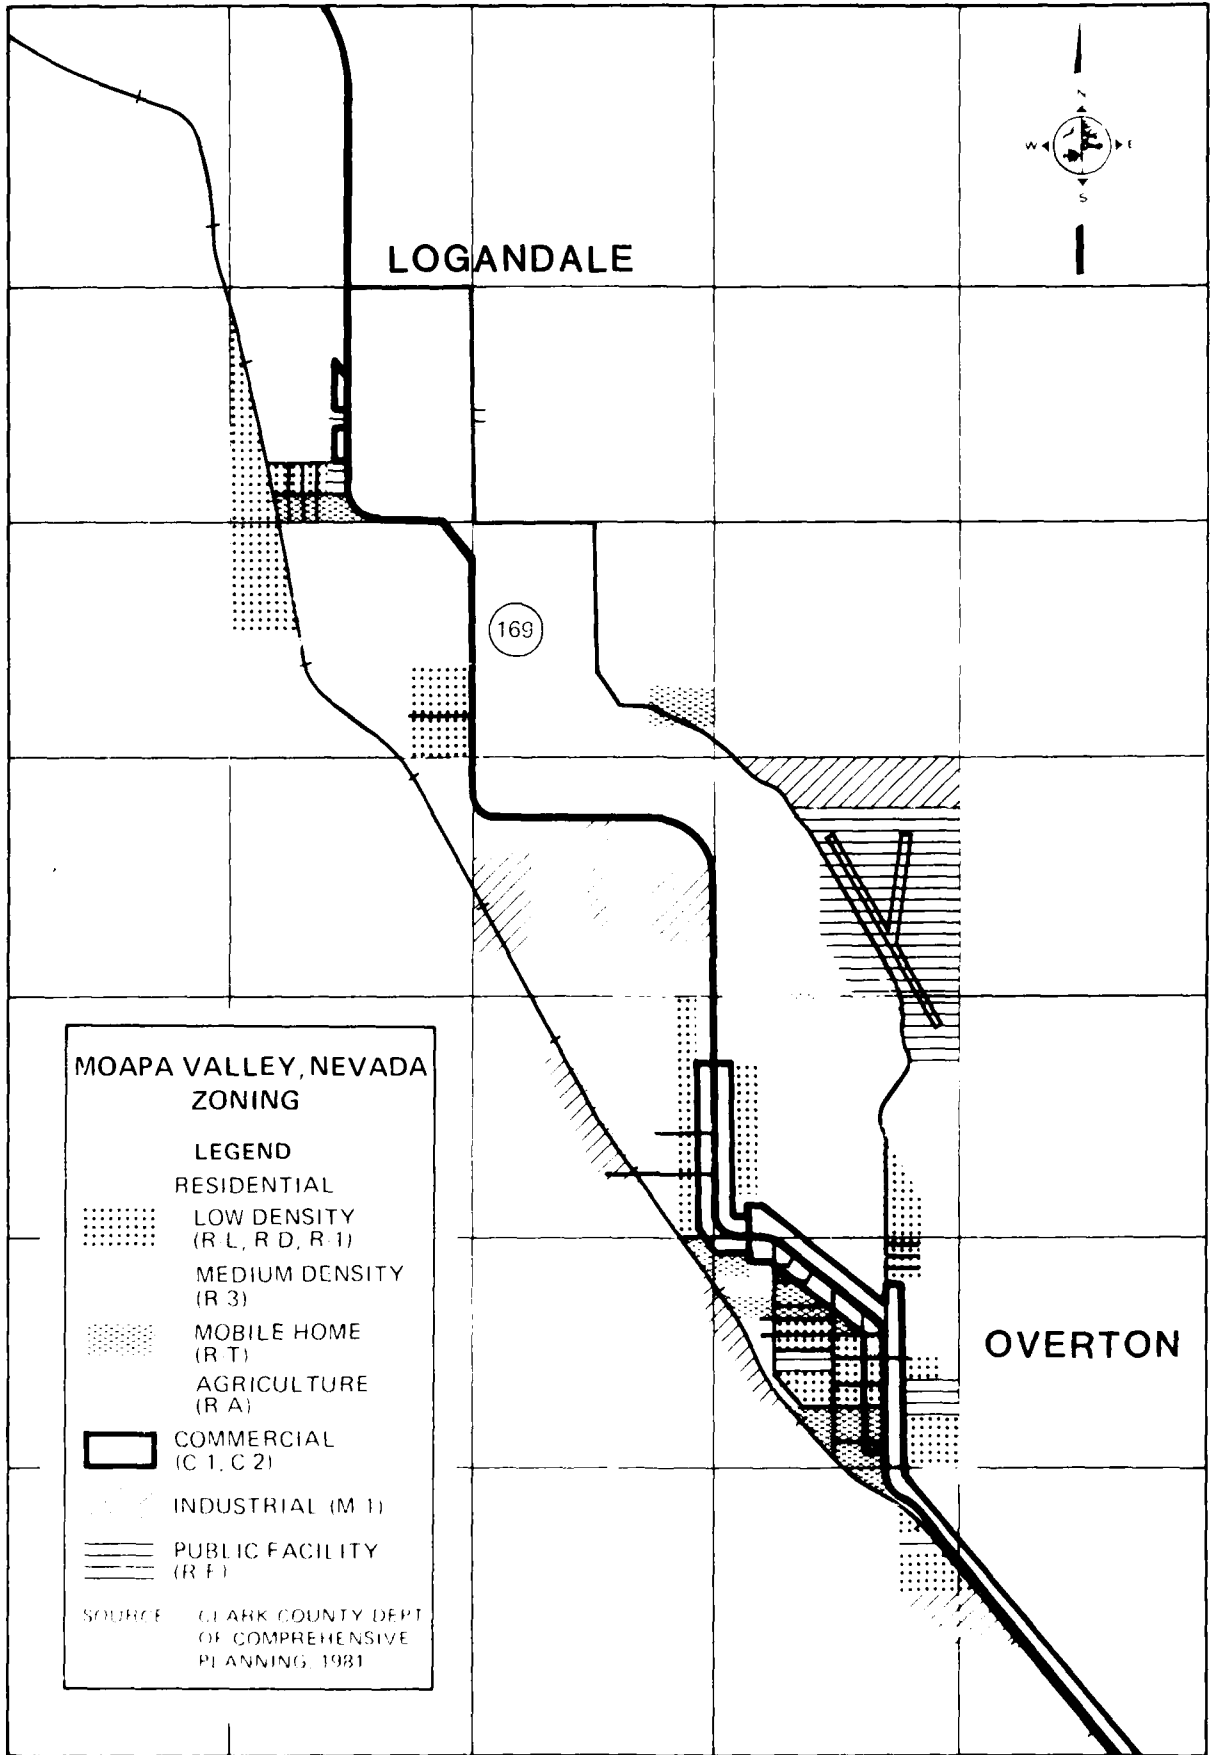 N
W
E
S
LOGANDALE
169
OVERTON
MOAPA VALLEY, NEVADA
ZONING
LEGEND
RESIDENTIAL
LOW DENSITY
(R L, R D, R 1)
MEDIUM DENSITY
(R 3)
MOBILE HOME
(R T)
AGRICULTURE
(R A)
COMMERCIAL
(C 1, C 2)
INDUSTRIAL (M 1)
PUBLIC FACILITY
(R F)
SOURCE CLARK COUNTY DEPT
OF COMPREHENSIVE
PLANNING, 1981